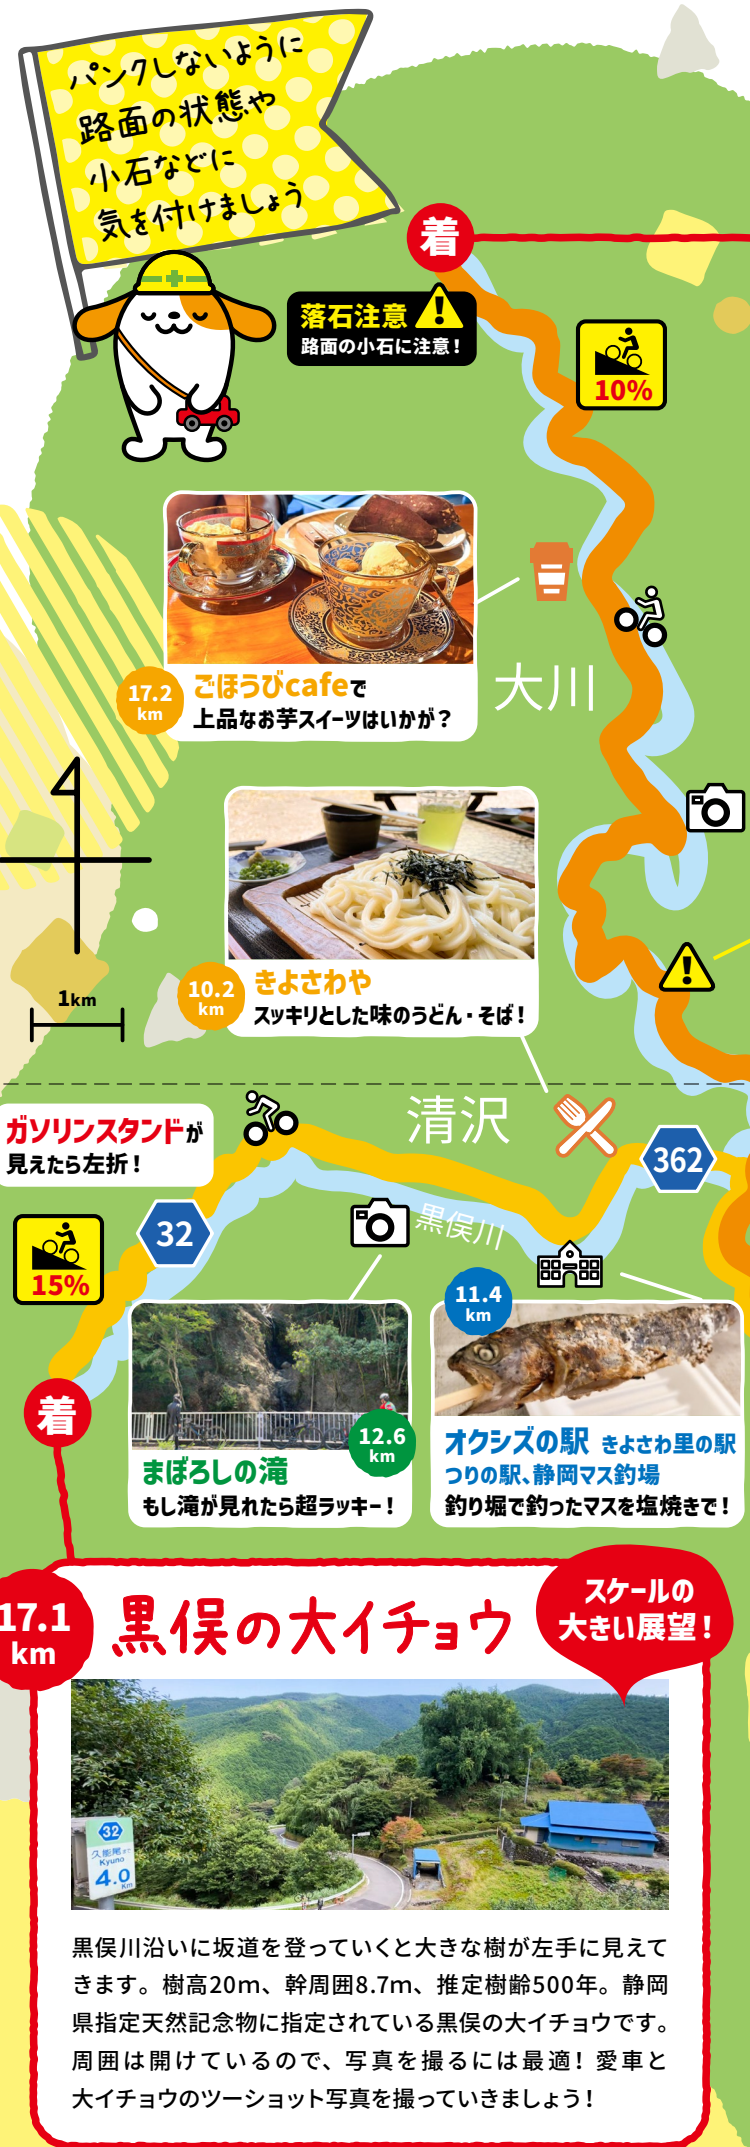 パンクしないように
路面の状態や
小石などに
気を付けましょう
着
落石注意
路面の小石に注意！
10%
ごほうびcafeで
上品なお芋スイーツはいかが？
17.2
km
大川
きよさわや
スッキリとした味のうどん・そば！
10.2
km
1km
ガソリンスタンドが
見えたら左折！
清沢
362
32
黒俣川
15%
11.4
km
着
12.6
km
まぼろしの滝
もし滝が見れたら超ラッキー！
オクシズの駅 きよさわ里の駅
つりの駅、静岡マス釣場
釣り堀で釣ったマスを塩焼きで！
17.1
km
黒俣の大イチョウ
スケールの
大きい展望！
32
久能尾まで
Kyuno
4.0
Km
黒俣川沿いに坂道を登っていくと大きな樹が左手に見えて
きます。樹高20m、幹周囲8.7m、推定樹齢500年。静岡
県指定天然記念物に指定されている黒俣の大イチョウです。
周囲は開けているので、写真を撮るには最適！愛車と
大イチョウのツーショット写真を撮っていきましょう！